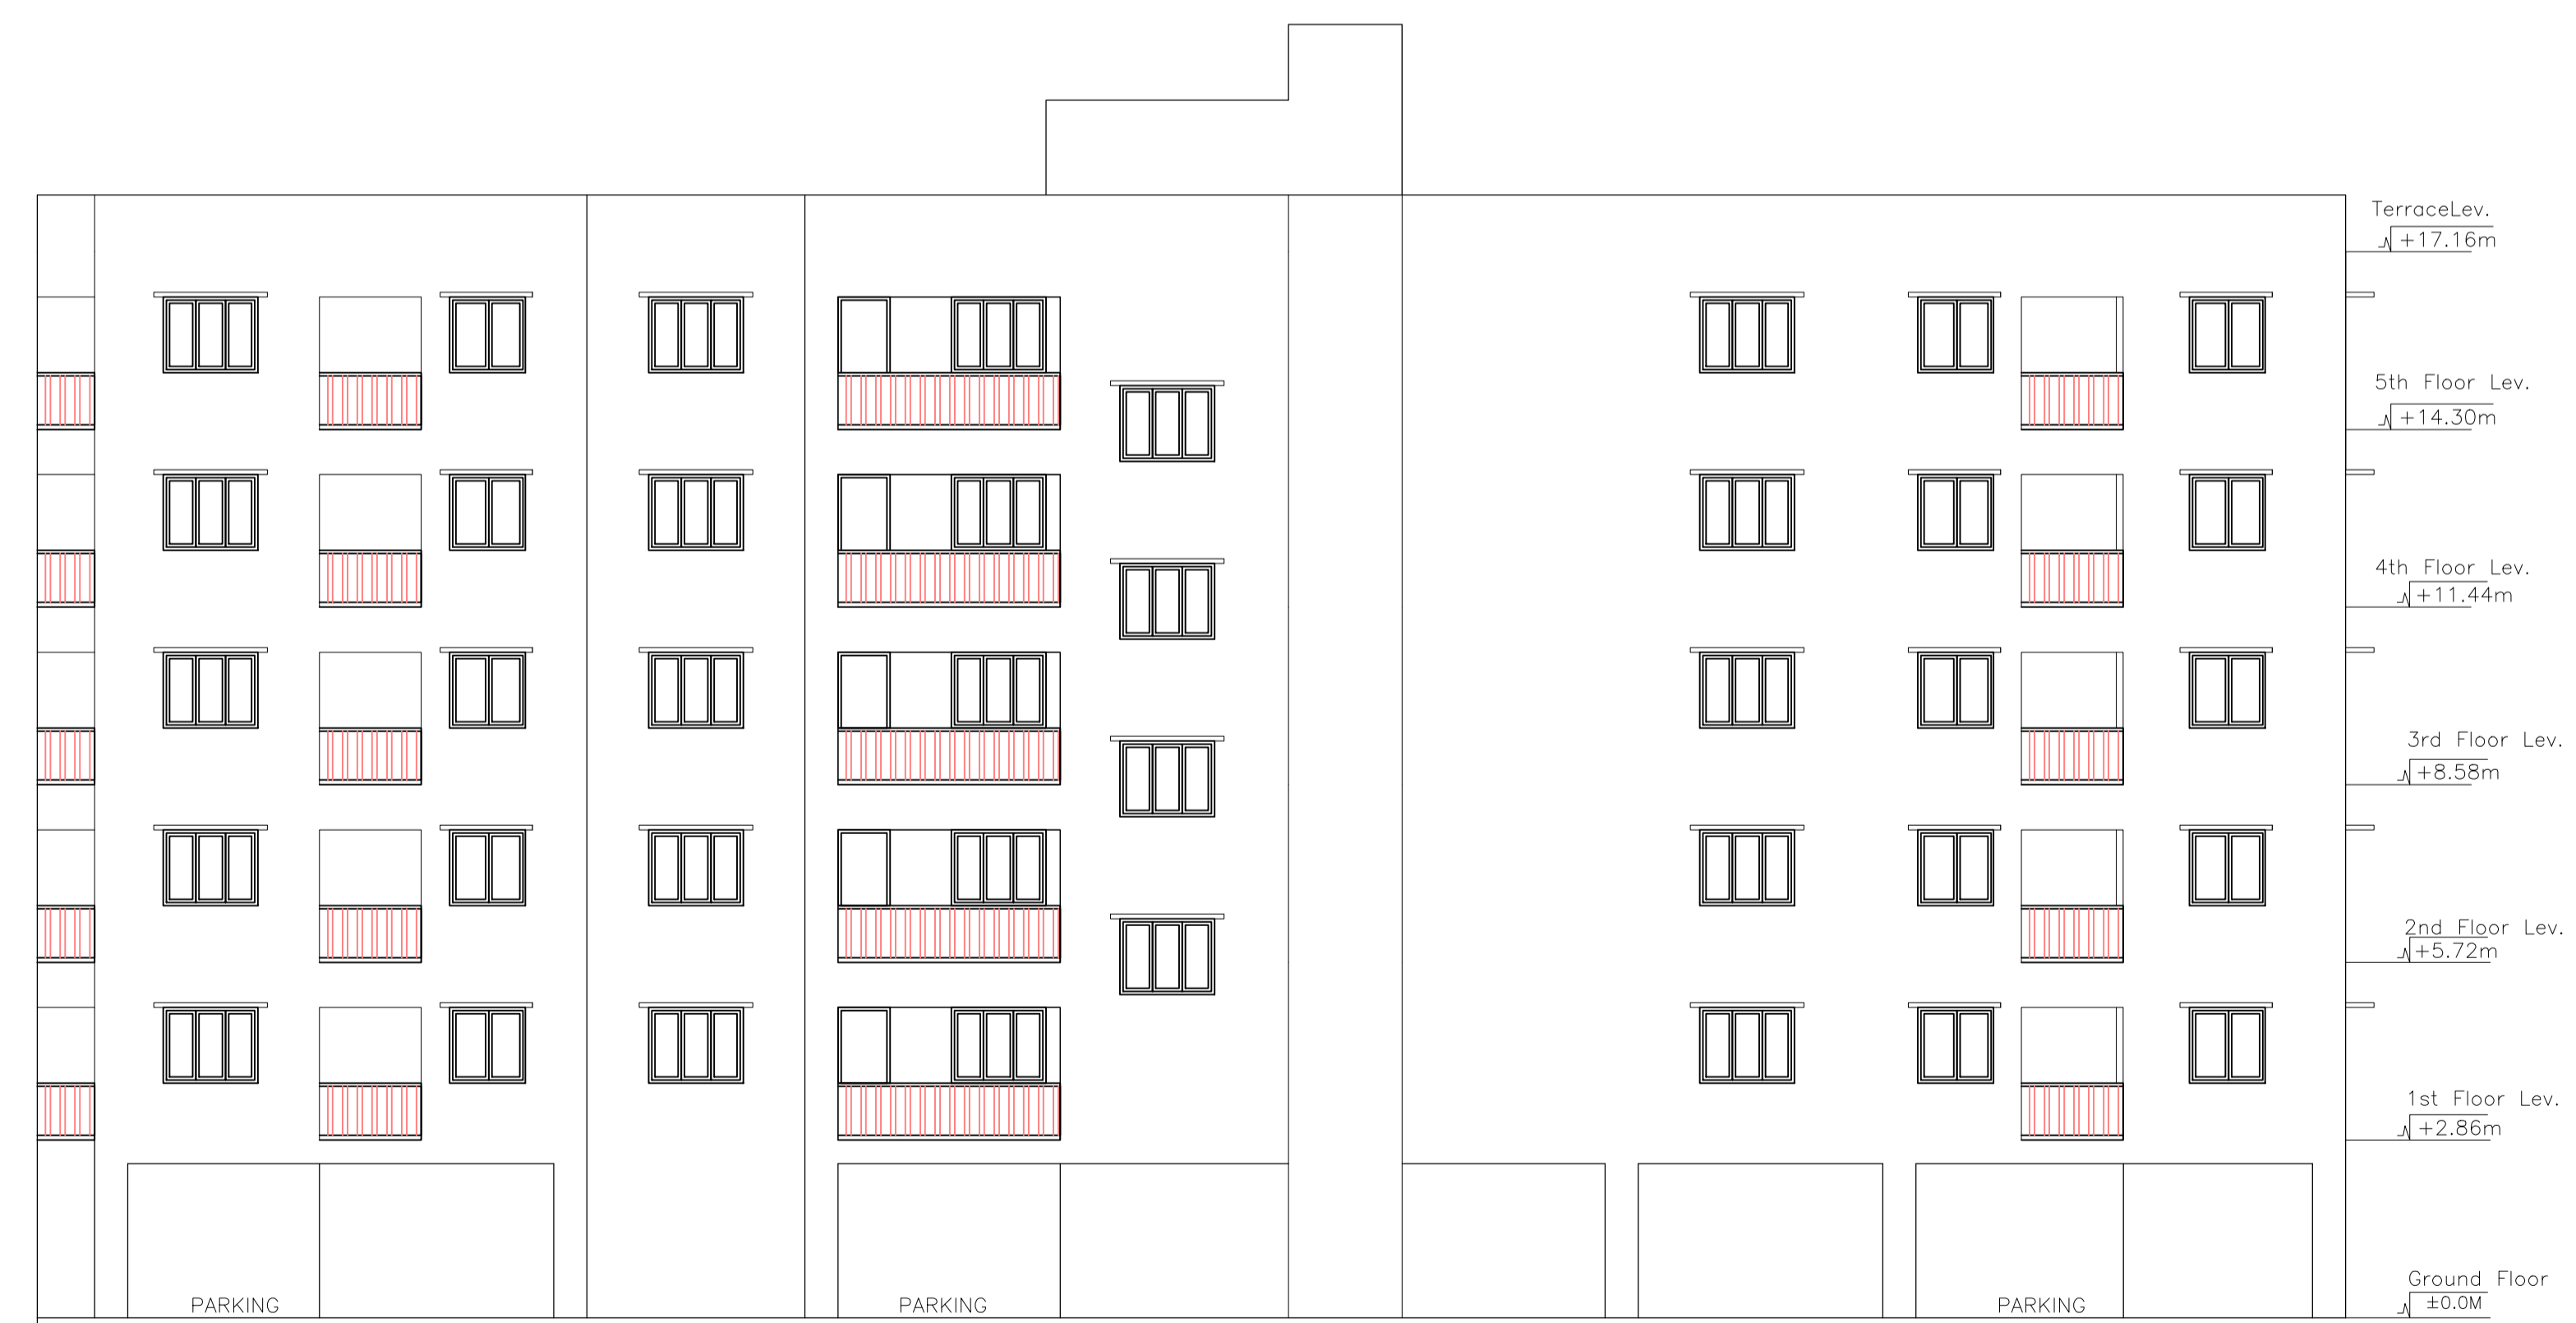 TerraceLev.
+17.16m
5th Floor Lev.
+14.30m
4th Floor Lev.
+11.44m
3rd Floor Lev.
+8.58m
2nd Floor Lev.
+5.72m
1st Floor Lev.
+2.86m
Ground Floor
±0.0M
PARKING
PARKING
PARKING